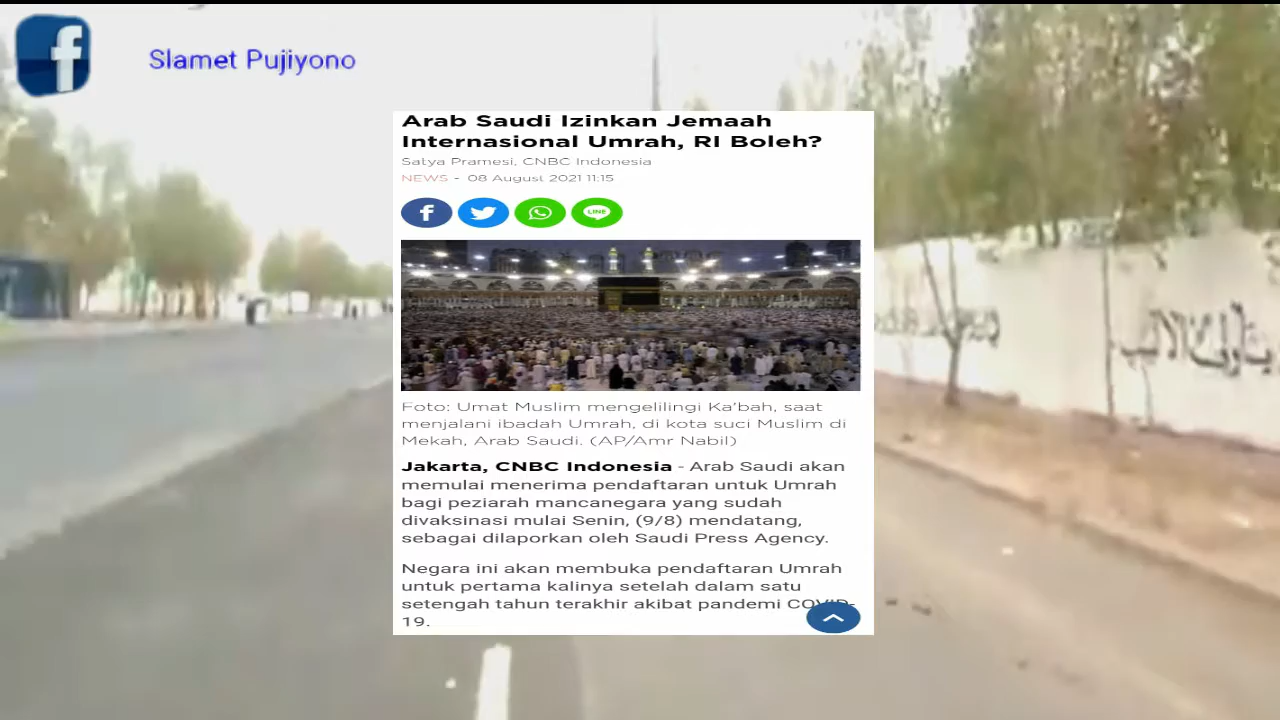 Slamet Pujiyono
Arab Saudi Izinkan Jemaah
Internasional Umrah, RI Boleh?
Satya Pramesi, CNBC Indonesia
NEWS - 08 August 2021 11:15
LINE
Foto: Umat Muslim mengelilingi Ka'bah, saat
menjalani ibadah Umrah, di kota suci Muslim di
Mekah, Arab Saudi. (AP/Amr Nabil)
Jakarta, CNBC Indonesia - Arab Saudi akan
memulai menerima pendaftaran untuk Umrah
bagi peziarah mancanegara yang sudah
divaksinasi mulai Senin, (9/8) mendatang,
sebagai dilaporkan oleh Saudi Press Agency.
Negara ini akan membuka pendaftaran Umrah
untuk pertama kalinya setelah dalam satu
setengah tahun terakhir akibat pandemi COVID-
19.